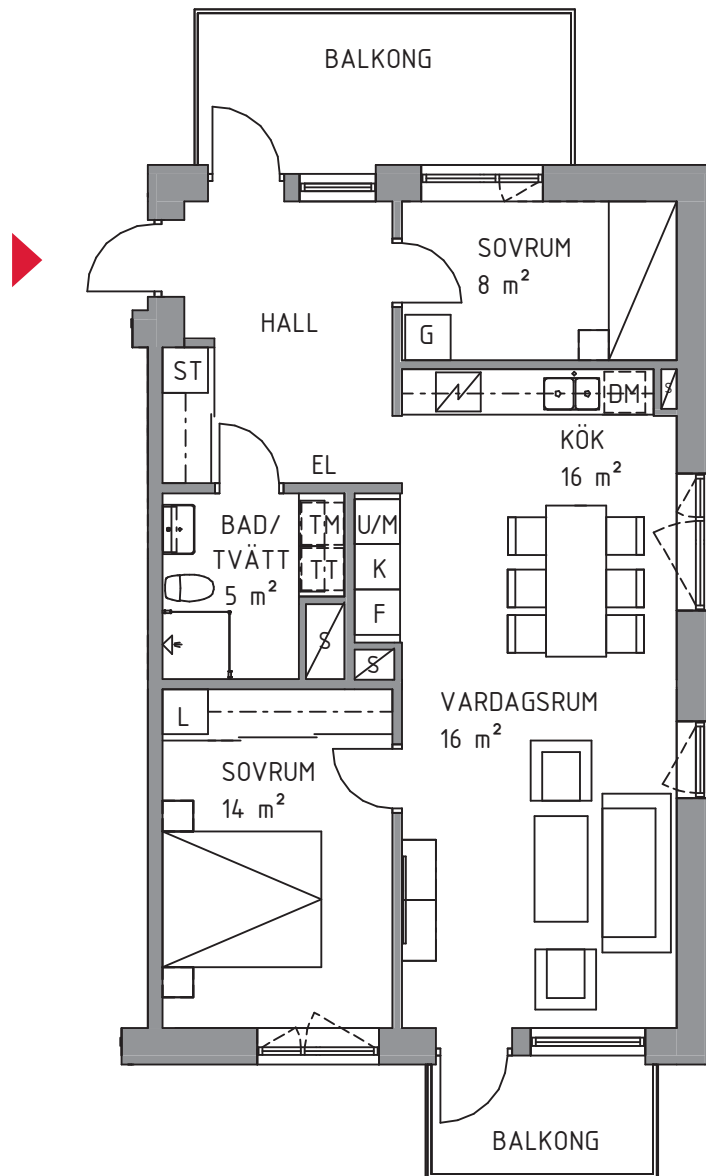 BALKONG
SOVRUM
8 m²
HALL
G
ST
DM
S
KÖK
16 m²
EL
BAD/
TVÄTT
5 m²
TM
TT
U/M
K
F
S
S
L
VARDAGSRUM
16 m²
SOVRUM
14 m²
BALKONG